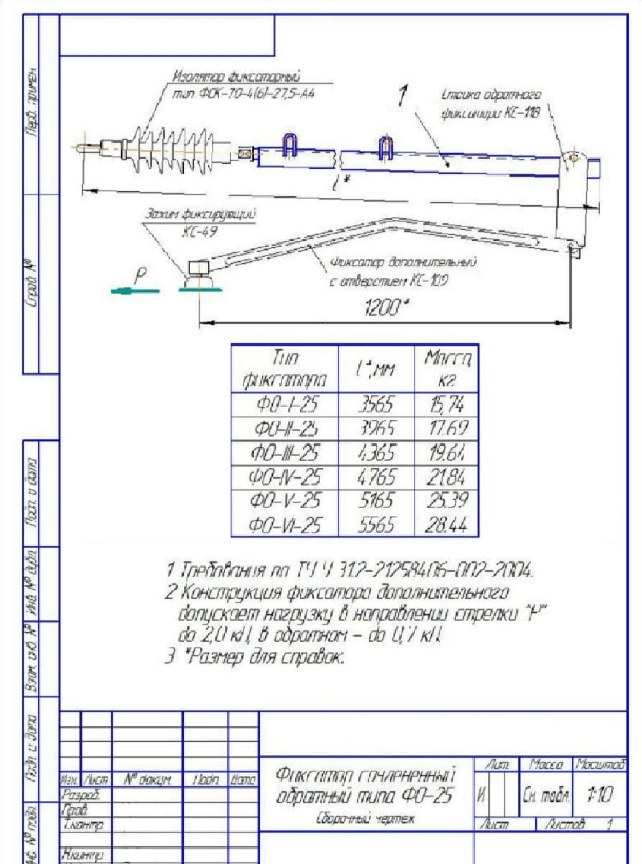 Изолятор фиксаторный
тип ФСК-70-4(6)-27,5-А4
1
Стойка обратного
фиксатора КС-118
l*
Зажим фиксирующий
КС-49
P
Фиксатор дополнительный
с отверстием КС-109
1200*
Тип фиксатора l*,мм Масса, кг
ФО-I-25 3565 15,74
ФО-II-25 3965 17.69
ФО-III-25 4365 19.64
ФО-IV-25 4765 21.84
ФО-V-25 5165 25.39
ФО-VI-25 5565 28.44
1 Требования по ТУ У 31.2-21258406-002-2004.
2 Конструкция фиксатора дополнительного
допускает нагрузку в направлении стрелки "Р"
до 2,0 кН, в обратном - до 0,7 кН.
3 *Размер для справок.
Перв. примен.
Справ. №
Подп. и дата
Инв. № дубл.
Взам. инв. №
Подп. и дата
Инв. № подл.
Изм. Лист № докум. Подп. Дата
Разраб.
Пров.
Т.контр.
Н.контр.
Фиксатор сочлененный
обратный типа ФО-25
Сборочный чертеж
Лит. Масса Масштаб
И См. табл. 1:10
Лист Листов 1